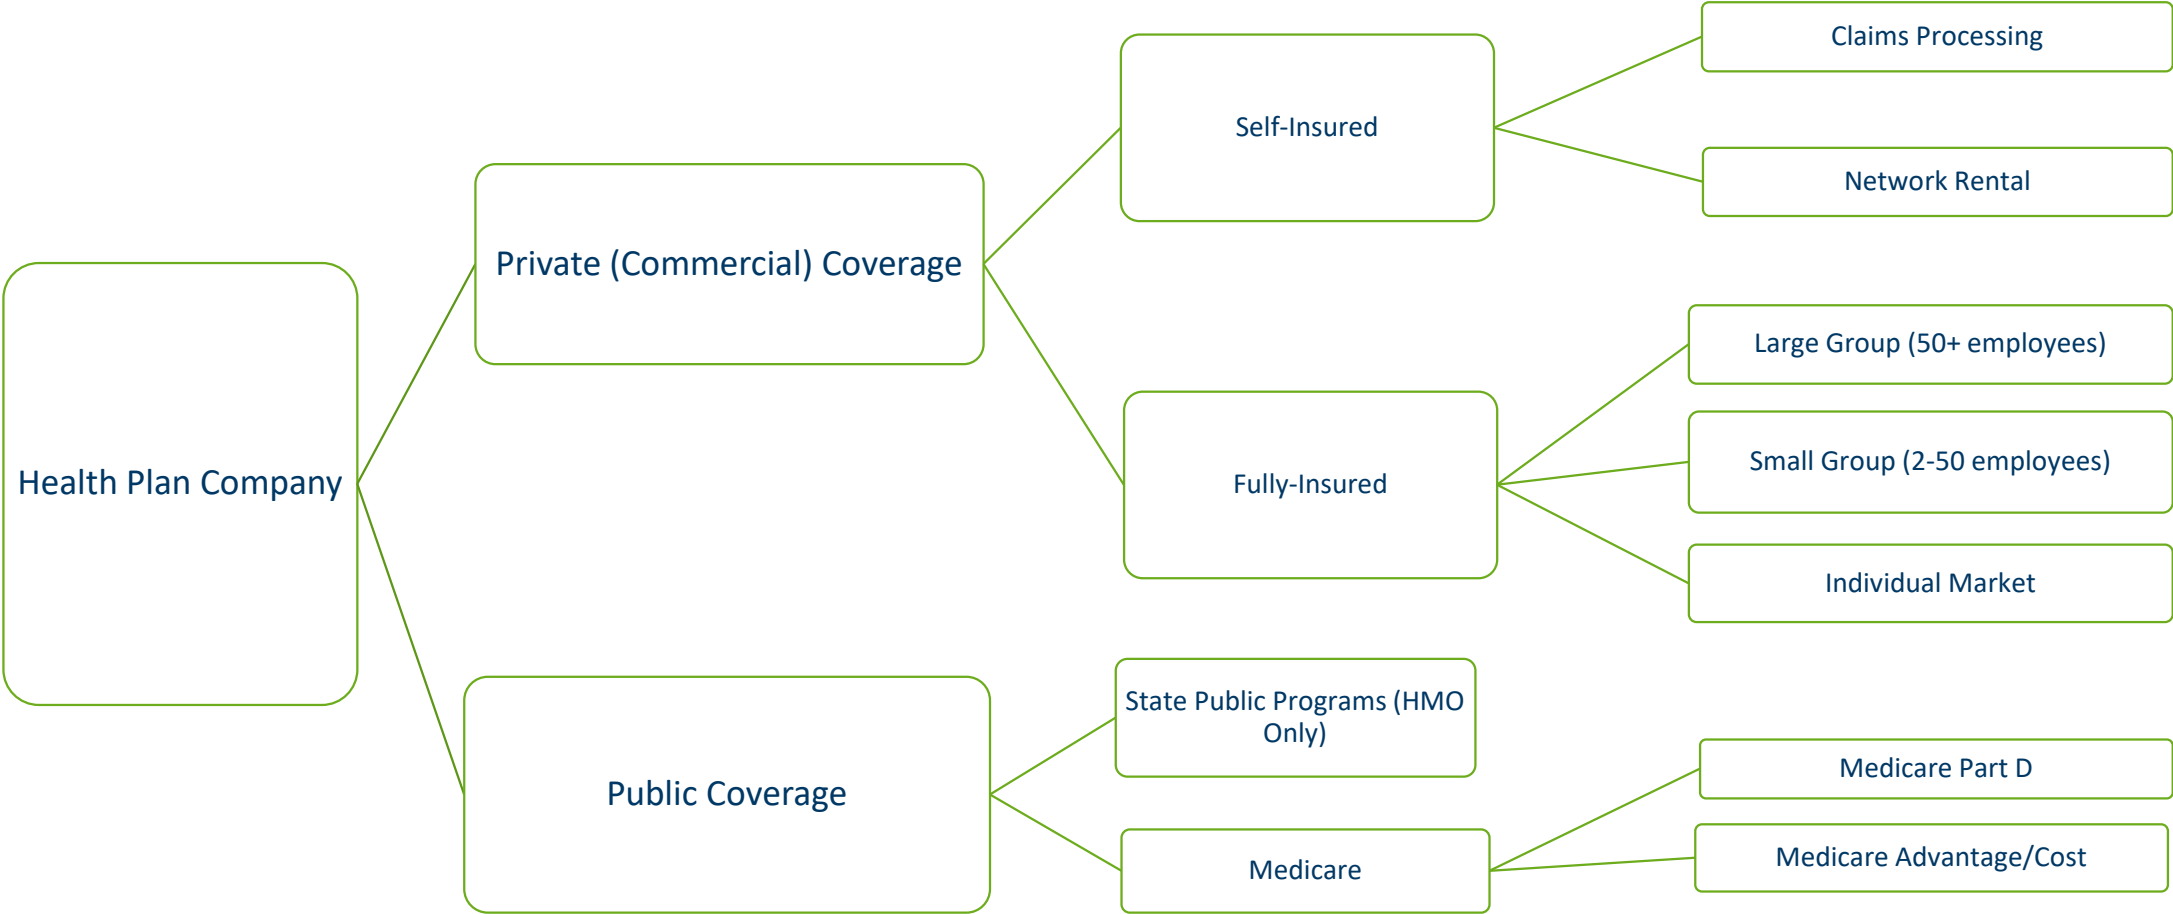 Health Plan Company
Private (Commercial) Coverage
Self-Insured
Claims Processing
Network Rental
Fully-Insured
Large Group (50+ employees)
Small Group (2-50 employees)
Individual Market
Public Coverage
State Public Programs (HMO
Only)
Medicare
Medicare Part D
Medicare Advantage/Cost